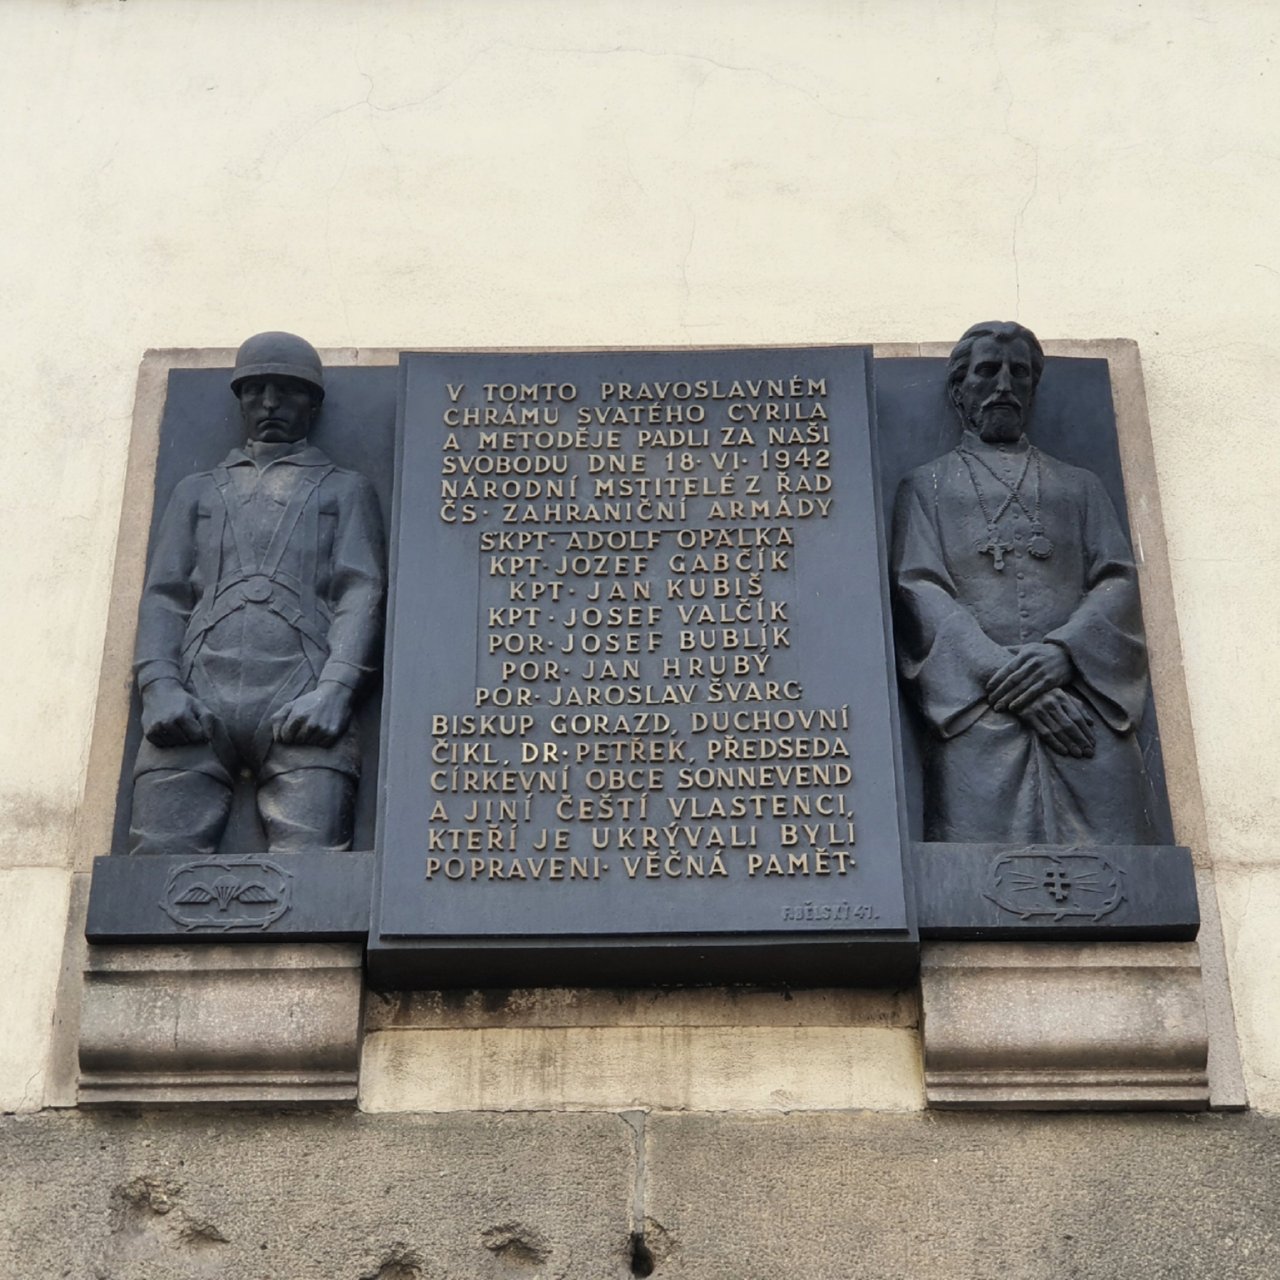 V TOMTO PRAVOSLAVNÉM
CHRÁMU SVATÉHO CYRILA
A METODĚJE PADLI ZA NAŠI
SVOBODU DNE 18·VI·1942
NÁRODNÍ MSTITELÉ Z ŘAD
ČS· ZAHRANIČNÍ ARMÁDY
SKPT· ADOLF OPÁLKA
KPT· JOZEF GABČÍK
KPT· JAN KUBIŠ
KPT· JOSEF VALČÍK
POR· JOSEF BUBLÍK
POR· JAN HRUBÝ
POR· JAROSLAV ŠVARC
BISKUP GORAZD, DUCHOVNÍ
ČIKL, DR· PETŘEK, PŘEDSEDA
CÍRKEVNÍ OBCE SONNEVEND
A JINÍ ČEŠTÍ VLASTENCI,
KTEŘÍ JE UKRÝVALI, BYLI
POPRAVENI· VĚČNÁ PAMĚŤ·
F.BĚLSKÝ 47.